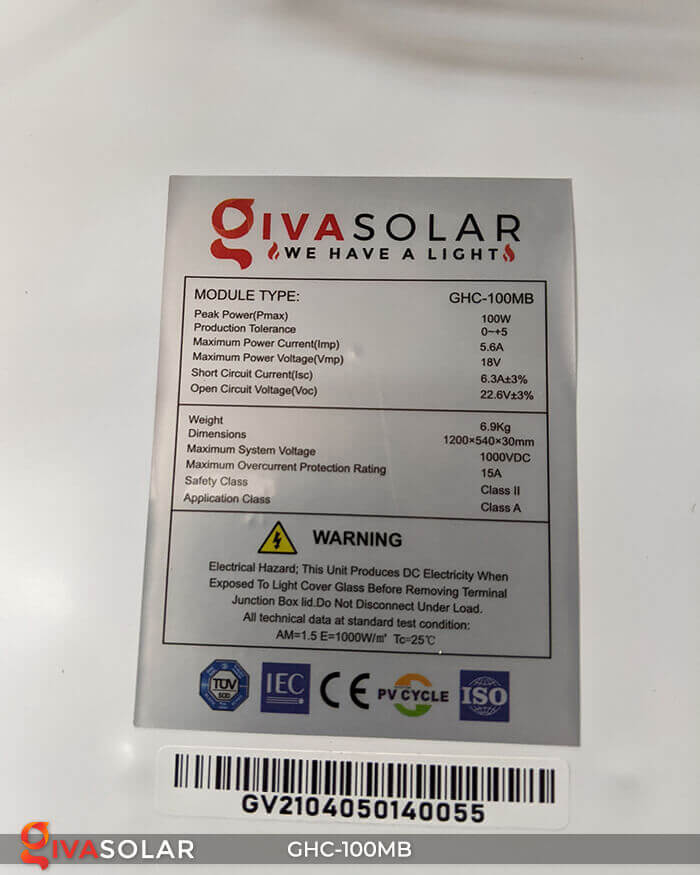 GIVASOLAR
WE HAVE A LIGHT
MODULE TYPE: GHC-100MB
Peak Power(Pmax) 100W
Production Tolerance 0~+5
Maximum Power Current(Imp) 5.6A
Maximum Power Voltage(Vmp) 18V
Short Circuit Current(Isc) 6.3A±3%
Open Circuit Voltage(Voc) 22.6V±3%
Weight 6.9Kg
Dimensions 1200×540×30mm
Maximum System Voltage 1000VDC
Maximum Overcurrent Protection Rating 15A
Safety Class Class II
Application Class Class A
WARNING
Electrical Hazard; This Unit Produces DC Electricity When
Exposed To Light Cover Glass Before Removing Terminal
Junction Box lid.Do Not Disconnect Under Load.
All technical data at standard test condition:
AM=1.5 E=1000W/㎡ Tc=25℃
TÜV IEC CE PV CYCLE ISO
GV2104050140055
GIVASOLAR GHC-100MB